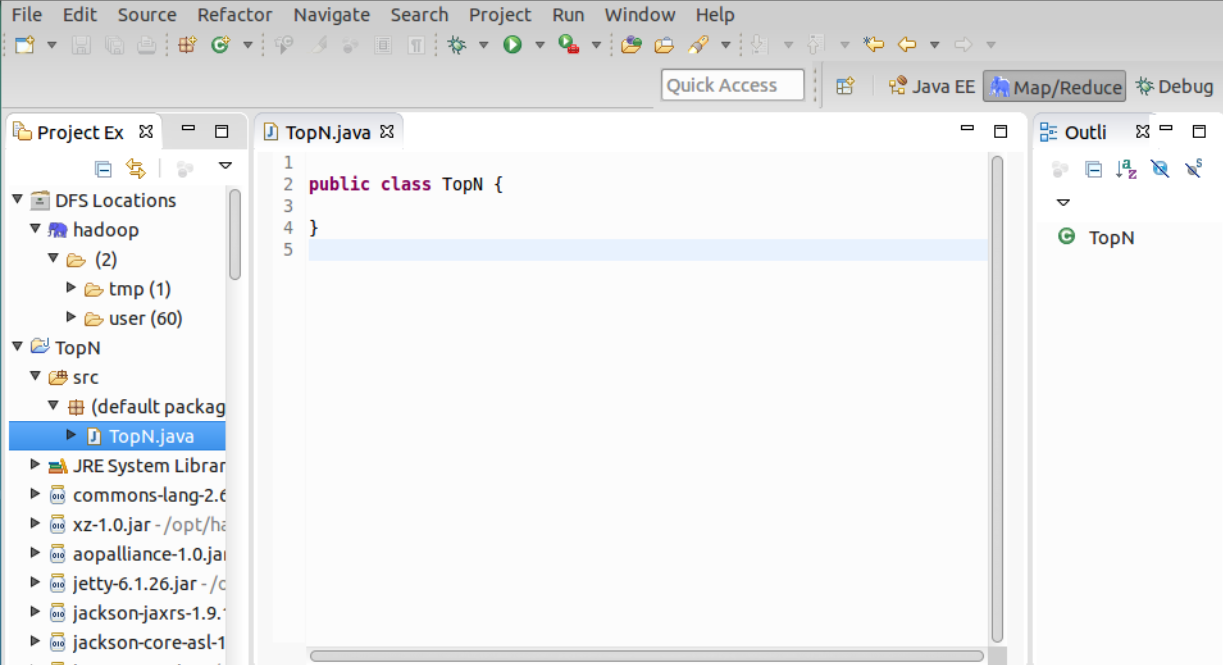 File Edit Source Refactor Navigate Search Project Run Window Help
Quick Access
Java EE
Map/Reduce
Debug
Project Ex
DFS Locations
hadoop
(2)
tmp (1)
user (60)
TopN
src
(default packag
TopN.java
JRE System Librar
commons-lang-2.6
xz-1.0.jar - /opt/ha
aopalliance-1.0.jar
jetty-6.1.26.jar - /o
jackson-jaxrs-1.9.1
jackson-core-asl-1
TopN.java
1
2 public class TopN {
3
4 }
5
Outli
TopN